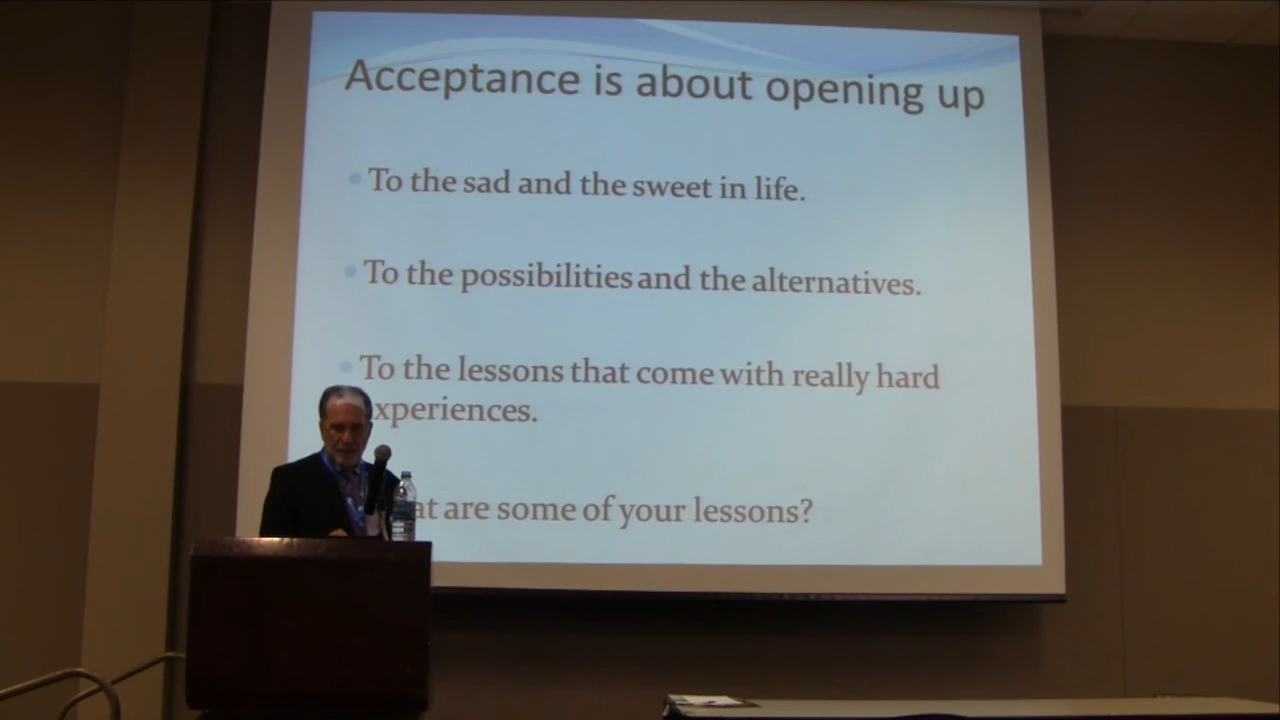 Acceptance is about opening up
To the sad and the sweet in life.
To the possibilities and the alternatives.
To the lessons that come with really hard
xperiences.
at are some of your lessons?